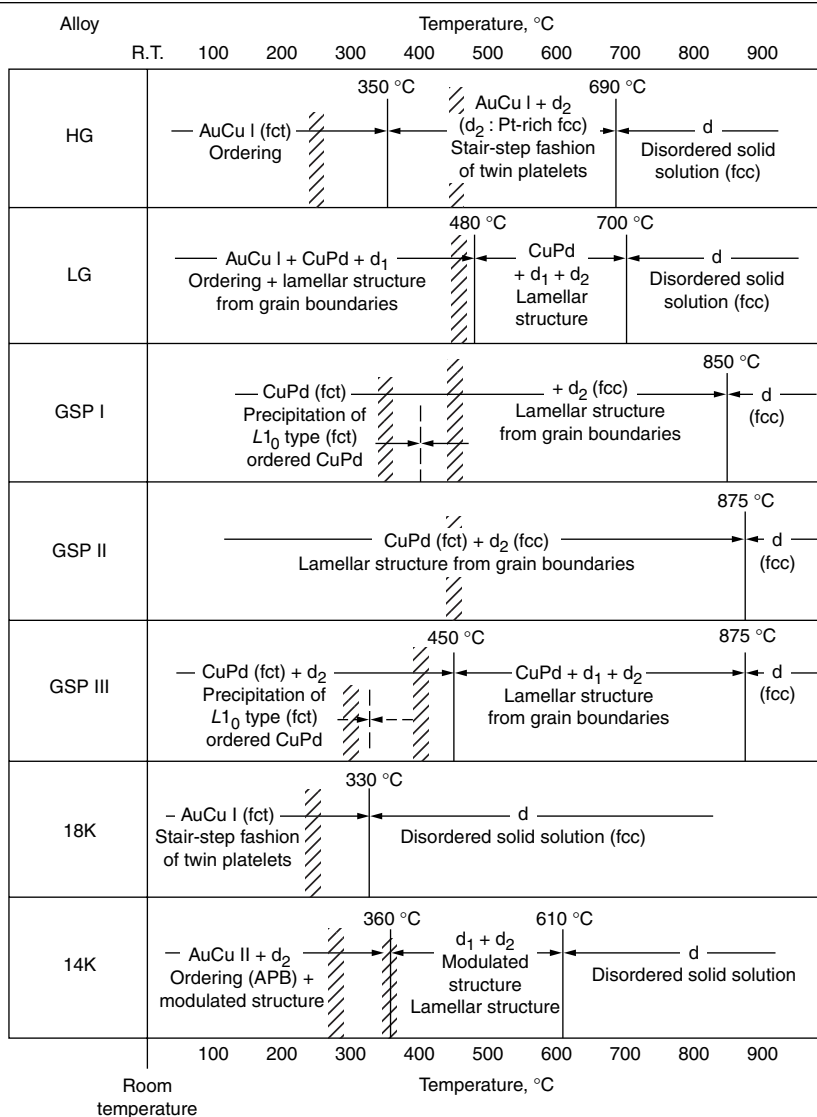 Alloy
Temperature, °C
R.T. 100 200 300 400 500 600 700 800 900
HG
350 °C
690 °C
AuCu I (fct)
Ordering
AuCu I + d2
(d2 : Pt-rich fcc)
Stair-step fashion
of twin platelets
d
Disordered solid
solution (fcc)
LG
480 °C
700 °C
AuCu I + CuPd + d1
Ordering + lamellar structure
from grain boundaries
CuPd
+ d1 + d2
Lamellar
structure
d
Disordered solid
solution (fcc)
GSP I
850 °C
CuPd (fct)
Precipitation of
L10 type (fct)
ordered CuPd
+ d2 (fcc)
Lamellar structure
from grain boundaries
d
(fcc)
GSP II
875 °C
CuPd (fct) + d2 (fcc)
Lamellar structure from grain boundaries
d
(fcc)
GSP III
450 °C
875 °C
CuPd (fct) + d2
Precipitation of
L10 type (fct)
ordered CuPd
CuPd + d1 + d2
Lamellar structure
from grain boundaries
d
(fcc)
18K
330 °C
AuCu I (fct)
Stair-step fashion
of twin platelets
d
Disordered solid solution (fcc)
14K
360 °C
610 °C
AuCu II + d2
Ordering (APB) +
modulated structure
d1 + d2
Modulated
structure
Lamellar structure
d
Disordered solid solution
100 200 300 400 500 600 700 800 900
Room
temperature
Temperature, °C